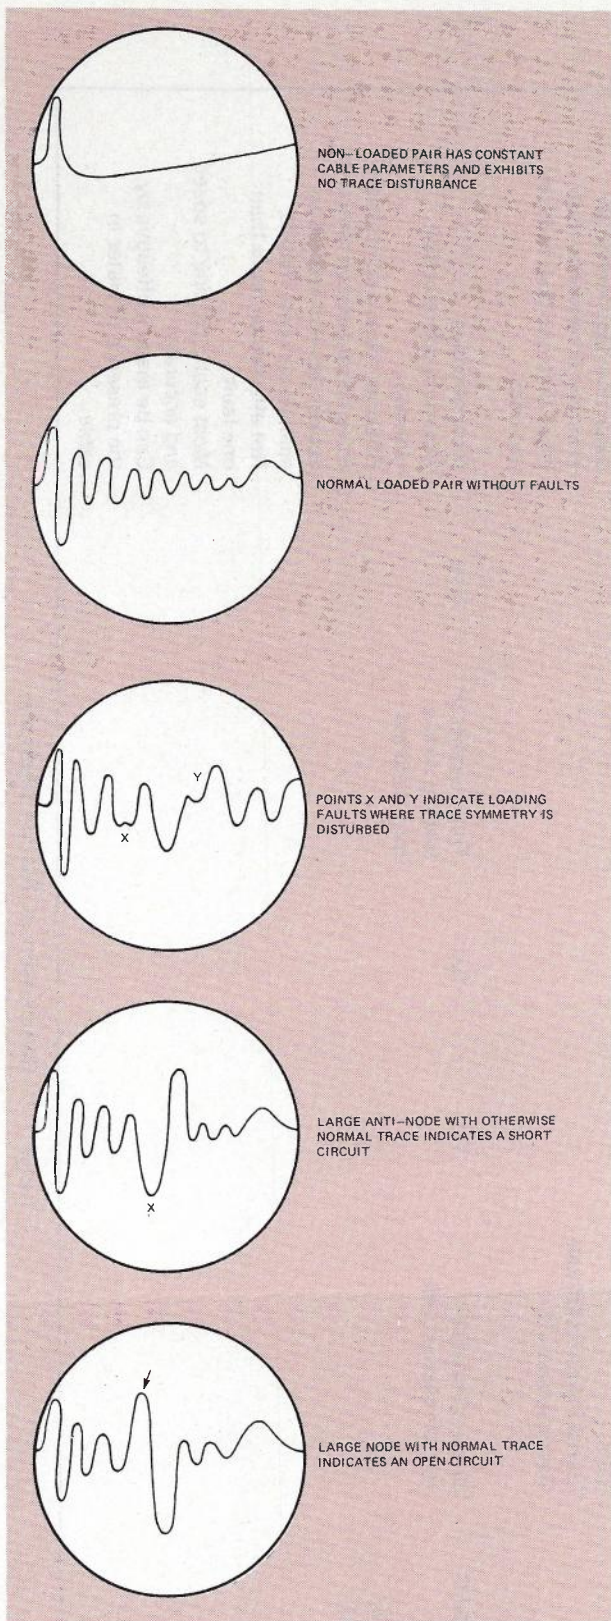 NON-LOADED PAIR HAS CONSTANT
CABLE PARAMETERS AND EXHIBITS
NO TRACE DISTURBANCE
NORMAL LOADED PAIR WITHOUT FAULTS
Y
X
POINTS X AND Y INDICATE LOADING
FAULTS WHERE TRACE SYMMETRY IS
DISTURBED
LARGE ANTI-NODE WITH OTHERWISE
NORMAL TRACE INDICATES A SHORT
CIRCUIT
X
LARGE NODE WITH NORMAL TRACE
INDICATES AN OPEN CIRCUIT